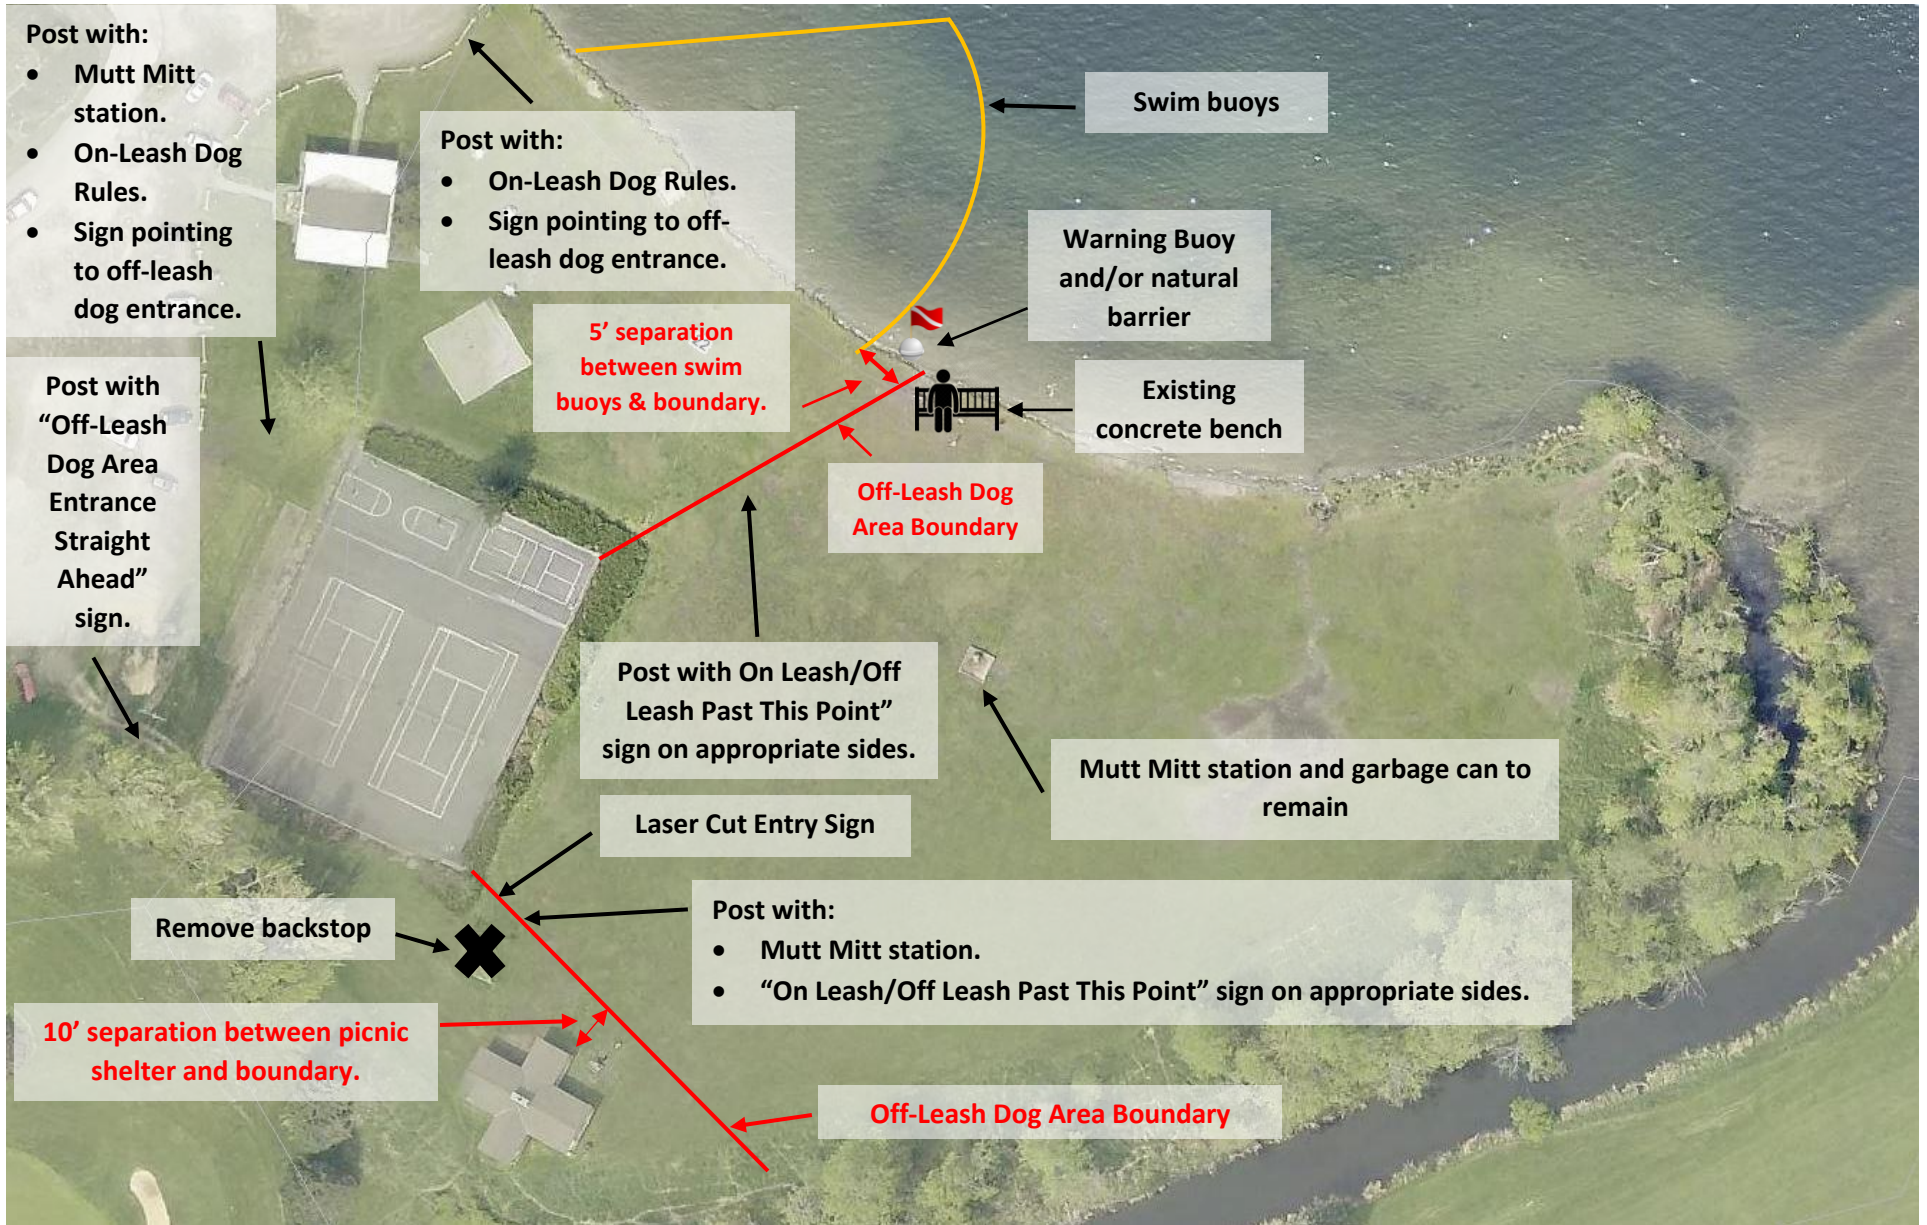 Post with:
• Mutt Mitt
station.
• On-Leash Dog
Rules.
• Sign pointing
to off-leash
dog entrance.
Post with:
• On-Leash Dog Rules.
• Sign pointing to off-
leash dog entrance.
Swim buoys
Warning Buoy
and/or natural
barrier
5’ separation
between swim
buoys & boundary.
Existing
concrete bench
Post with
“Off-Leash
Dog Area
Entrance
Straight
Ahead”
sign.
Off-Leash Dog
Area Boundary
Post with On Leash/Off
Leash Past This Point”
sign on appropriate sides.
Mutt Mitt station and garbage can to
remain
Laser Cut Entry Sign
Remove backstop
Post with:
• Mutt Mitt station.
• “On Leash/Off Leash Past This Point” sign on appropriate sides.
10’ separation between picnic
shelter and boundary.
Off-Leash Dog Area Boundary